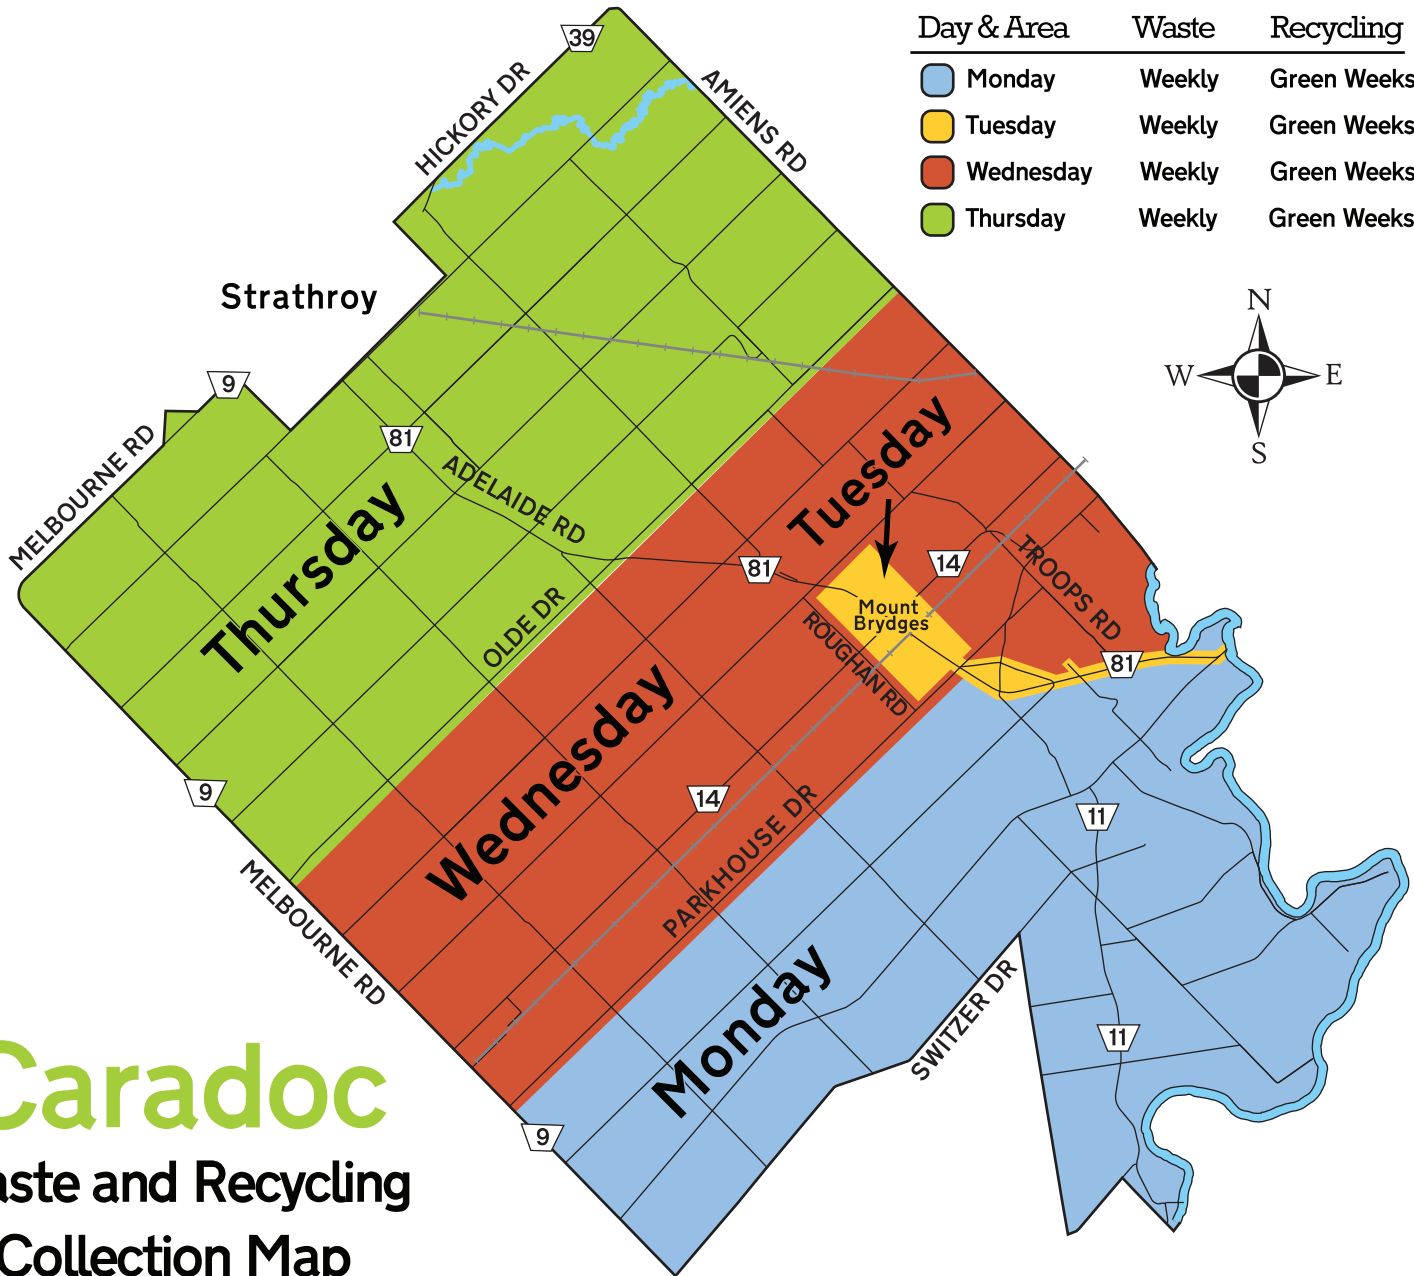 Day & Area Waste Recycling
Monday Weekly Green Weeks
Tuesday Weekly Green Weeks
Wednesday Weekly Green Weeks
Thursday Weekly Green Weeks
39
HICKORY DR
AMIENS RD
Strathroy
N
W E
S
9
MELBOURNE RD
81
ADELAIDE RD
Thursday
Tuesday
81
14
TROOPS RD
Mount
Brydges
OLDE DR
ROUGHAN RD
81
Wednesday
9
14
PARKHOUSE DR
11
MELBOURNE RD
Monday
SWITZER DR
11
9
Caradoc
aste and Recycling
Collection Map